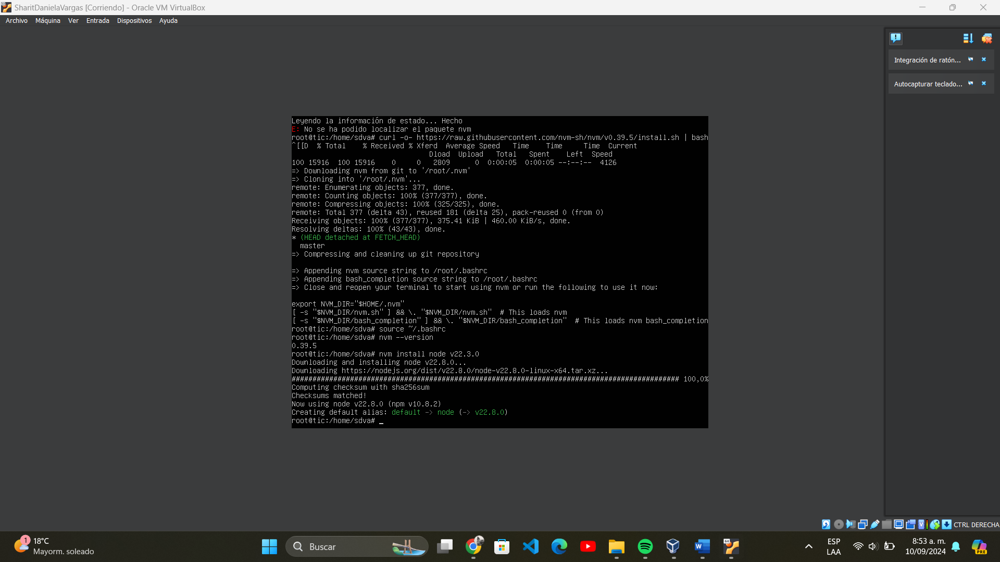 SharitDanielaVargas [Corriendo] - Oracle VM VirtualBox
Archivo Máquina Ver Entrada Dispositivos Ayuda
Integración de ratón...
Autocapturar teclado...
Leyendo la información de estado... Hecho
E: No se ha podido localizar el paquete nvm
root@tic:/home/sdva# curl -o- https://raw.githubusercontent.com/nvm-sh/nvm/v0.39.5/install.sh | bash
^[[D  % Total    % Received % Xferd  Average Speed   Time    Time     Time  Current
                                 Dload  Upload   Total   Spent    Left  Speed
100 15916  100 15916    0     0   2809      0  0:00:05  0:00:05 --:--:--  4126
=> Downloading nvm from git to '/root/.nvm'
=> Cloning into '/root/.nvm'...
remote: Enumerating objects: 377, done.
remote: Counting objects: 100% (377/377), done.
remote: Compressing objects: 100% (325/325), done.
remote: Total 377 (delta 43), reused 181 (delta 25), pack-reused 0 (from 0)
Receiving objects: 100% (377/377), 375.41 KiB | 460.00 KiB/s, done.
Resolving deltas: 100% (43/43), done.
* (HEAD detached at FETCH_HEAD)
  master
=> Compressing and cleaning up git repository
=> Appending nvm source string to /root/.bashrc
=> Appending bash_completion source string to /root/.bashrc
=> Close and reopen your terminal to start using nvm or run the following to use it now:
export NVM_DIR="$HOME/.nvm"
[ -s "$NVM_DIR/nvm.sh" ] && \. "$NVM_DIR/nvm.sh"  # This loads nvm
[ -s "$NVM_DIR/bash_completion" ] && \. "$NVM_DIR/bash_completion"  # This loads nvm bash_completion
root@tic:/home/sdva# source ~/.bashrc
root@tic:/home/sdva# nvm --version
0.39.5
root@tic:/home/sdva# nvm install node v22.3.0
Downloading and installing node v22.8.0...
Downloading https://nodejs.org/dist/v22.8.0/node-v22.8.0-linux-x64.tar.xz...
############################################################################################# 100,0%
Computing checksum with sha256sum
Checksums matched!
Now using node v22.8.0 (npm v10.8.2)
Creating default alias: default -> node (-> v22.8.0)
root@tic:/home/sdva# _
CTRL DERECHA
1
18°C
Mayorm. soleado
Buscar
ESP
LAA
8:53 a. m.
10/09/2024
PRE